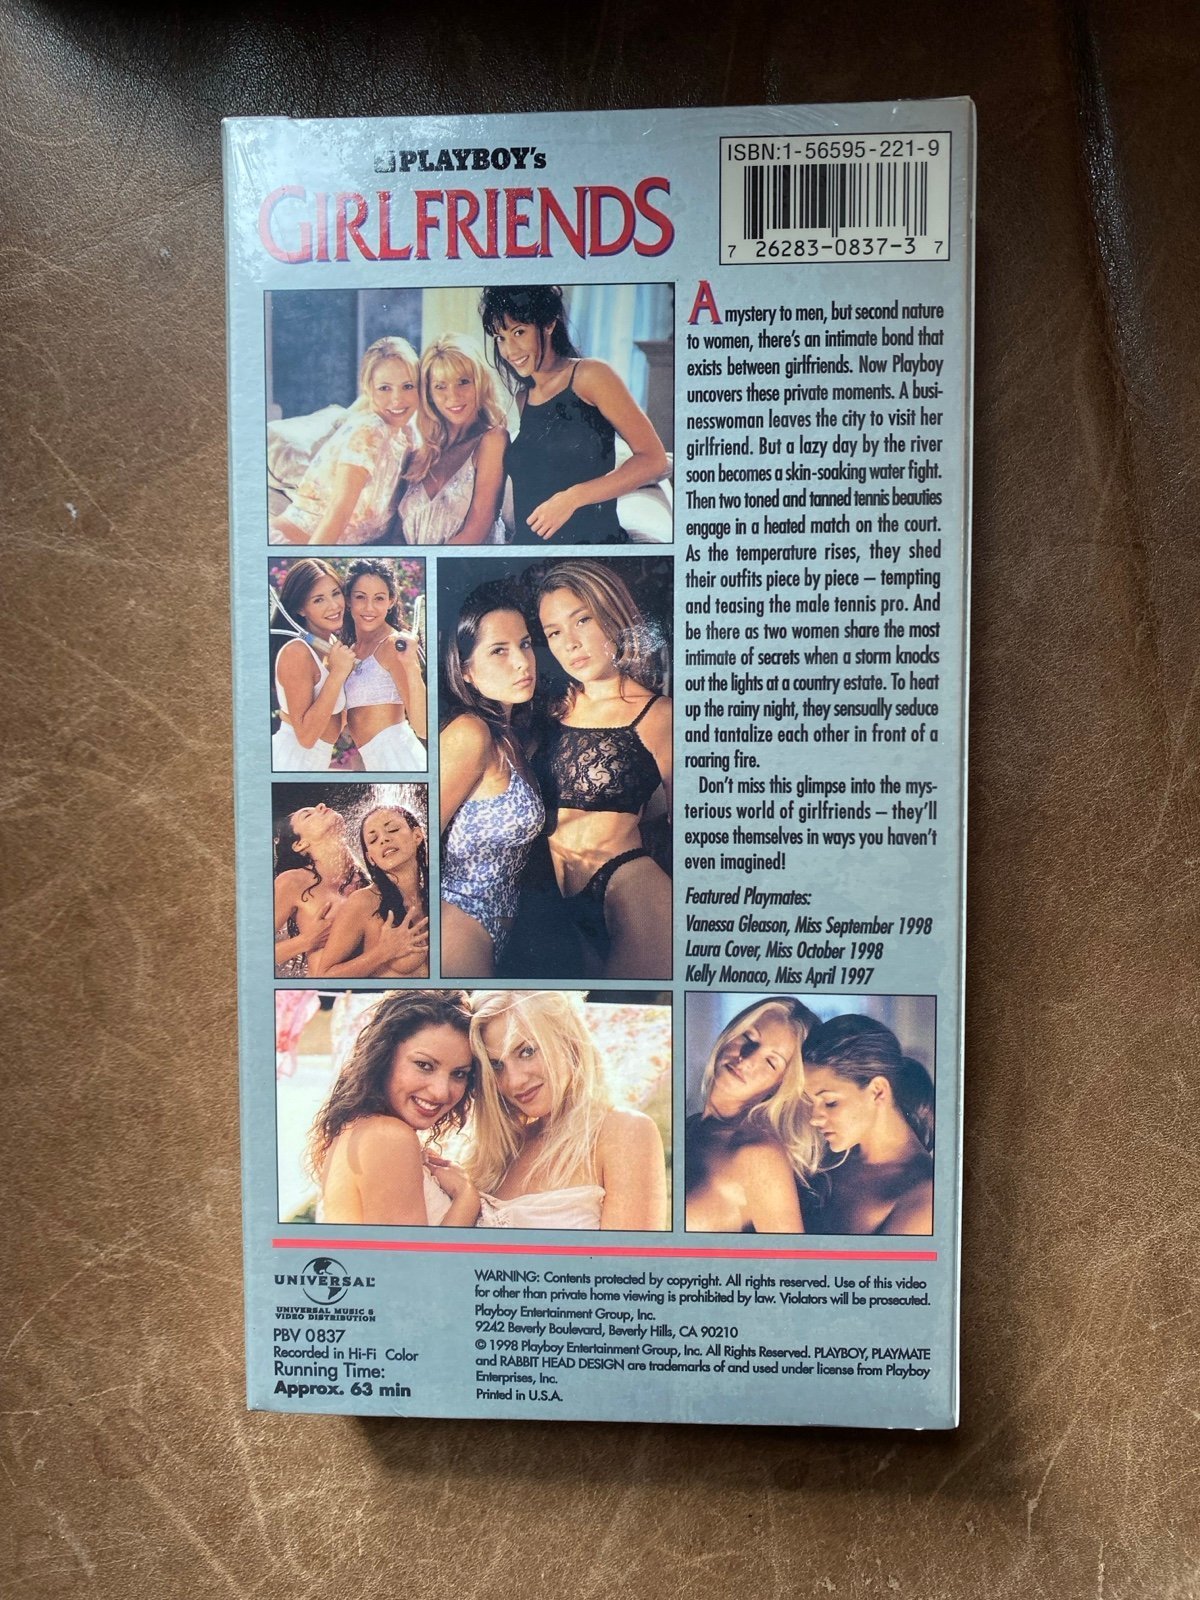 PLAYBOY's
GIRLFRIENDS
ISBN:1-56595-221-9
7 26283-0837-3 7
A mystery to men, but second nature
to women, there's an intimate bond that
exists between girlfriends. Now Playboy
uncovers these private moments. A busi-
nesswoman leaves the city to visit her
girlfriend. But a lazy day by the river
soon becomes a skin-soaking water fight.
Then two toned and tanned tennis beauties
engage in a heated match on the court.
As the temperature rises, they shed
their outfits piece by piece – tempting
and teasing the male tennis pro. And
be there as two women share the most
intimate of secrets when a storm knocks
out the lights at a country estate. To heat
up the rainy night, they sensually seduce
and tantalize each other in front of a
roaring fire.
Don't miss this glimpse into the mys-
terious world of girlfriends – they'll
expose themselves in ways you haven't
even imagined!
Featured Playmates:
Vanessa Gleason, Miss September 1998
Laura Cover, Miss October 1998
Kelly Monaco, Miss April 1997
UNIVERSAL
UNIVERSAL MUSIC &
VIDEO DISTRIBUTION
PBV 0837
Recorded in Hi-Fi Color
Running Time:
Approx. 63 min
WARNING: Contents protected by copyright. All rights reserved. Use of this video
for other than private home viewing is prohibited by law. Violators will be prosecuted.
Playboy Entertainment Group, Inc.
9242 Beverly Boulevard, Beverly Hills, CA 90210
© 1998 Playboy Entertainment Group, Inc. All Rights Reserved. PLAYBOY, PLAYMATE
and RABBIT HEAD DESIGN are trademarks of and used under license from Playboy
Enterprises, Inc.
Printed in U.S.A.